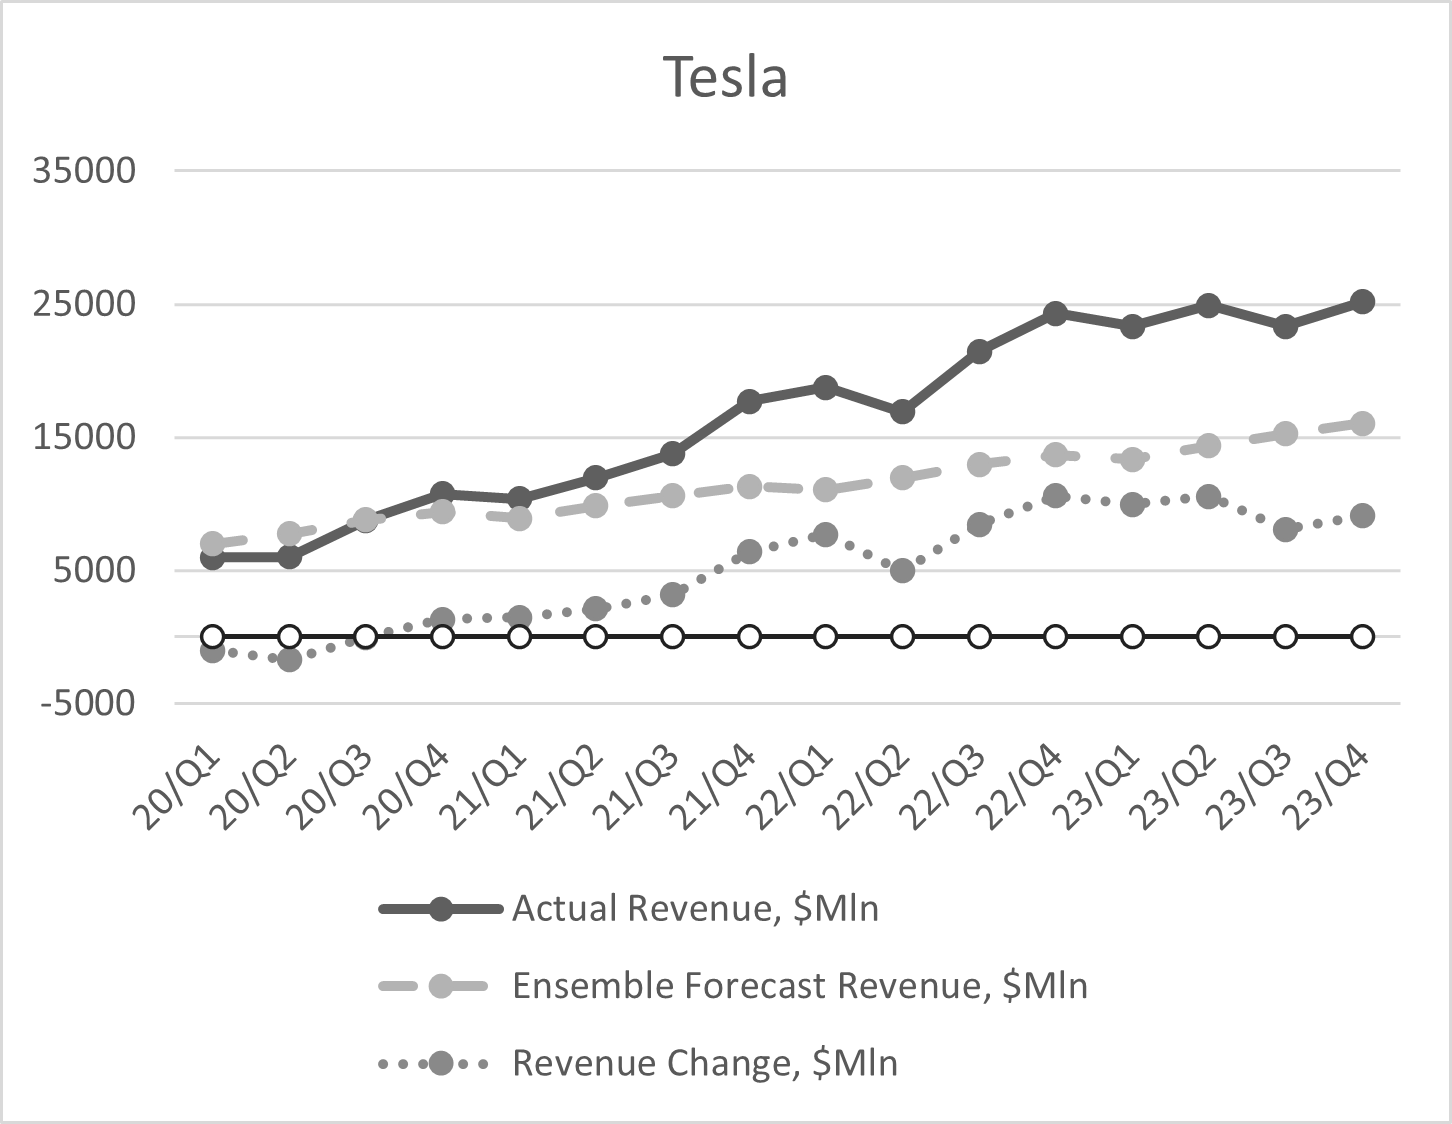 Tesla
35000
25000
15000
5000
-5000
20/Q1
20/Q2
20/Q3
20/Q4
21/Q1
21/Q2
21/Q3
21/Q4
22/Q1
22/Q2
22/Q3
22/Q4
23/Q1
23/Q2
23/Q3
23/Q4
Actual Revenue, $Mln
Ensemble Forecast Revenue, $Mln
Revenue Change, $Mln